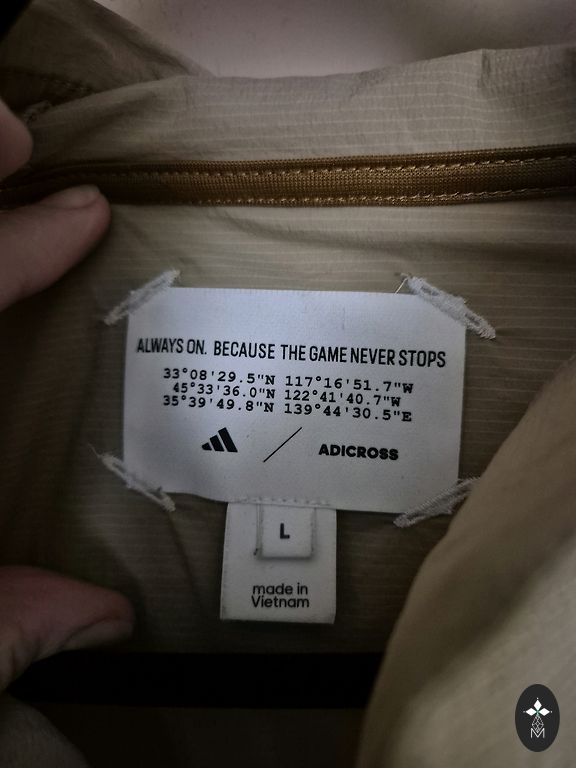 ALWAYS ON. BECAUSE THE GAME NEVER STOPS
33°08'29.5"N 117°16'51.7"W
45°33'36.0"N 122°41'40.7"W
35°39'49.8"N 139°44'30.5"E
ADICROSS
L
made in
Vietnam
M